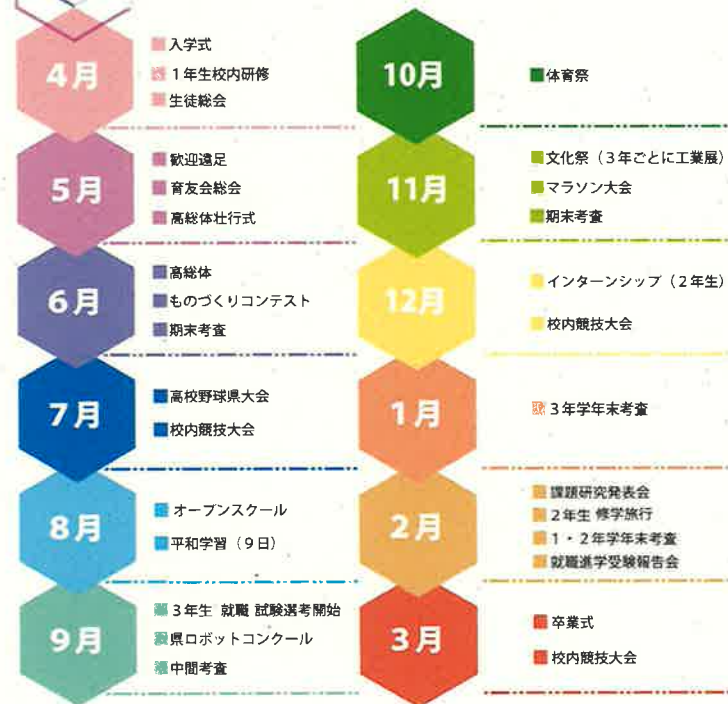 4月
入学式
1年生校内研修
生徒総会
5月
歓迎遠足
育友会総会
高総体壮行式
6月
高総体
ものづくりコンテスト
期末考査
7月
高校野球県大会
校内競技大会
8月
オープンスクール
平和学習（9日）
9月
3年生 就職 試験選考開始
県ロボットコンクール
中間考査
10月
体育祭
11月
文化祭（3年ごとに工業展）
マラソン大会
期末考査
12月
インターンシップ（2年生）
校内競技大会
1月
3年学年末考査
2月
課題研究発表会
2年生 修学旅行
1・2年学年末考査
就職進学受験報告会
3月
卒業式
校内競技大会